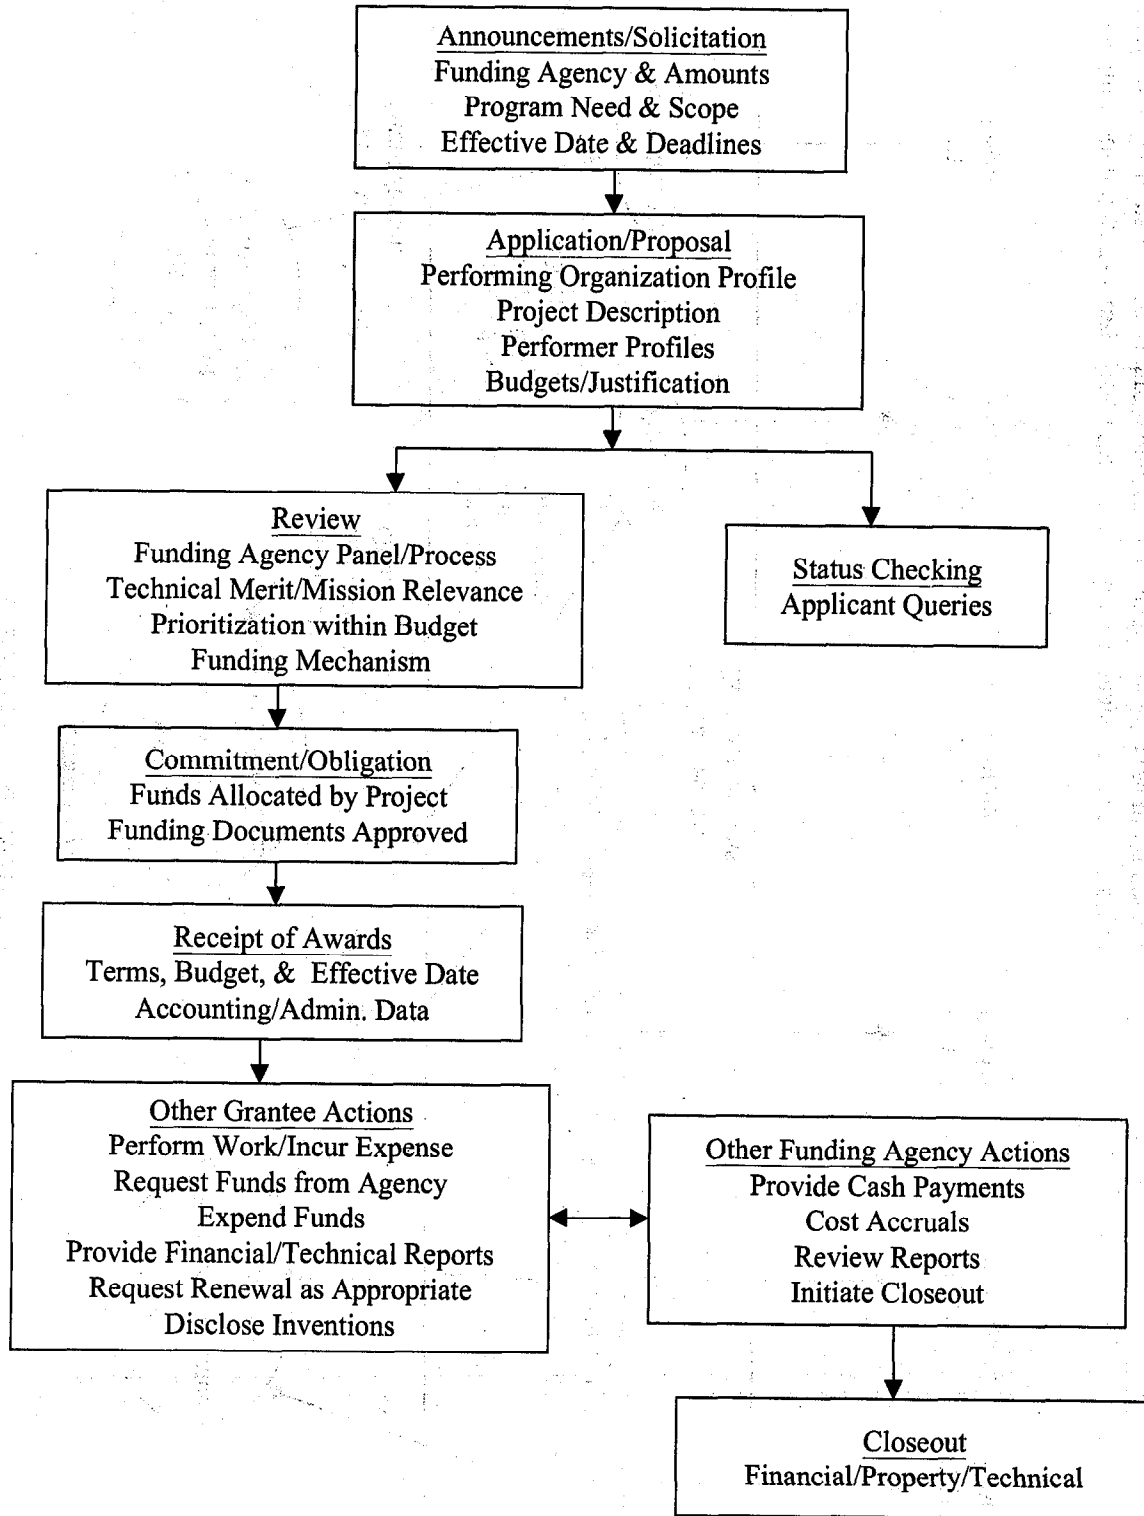 Announcements/Solicitation
Funding Agency & Amounts
Program Need & Scope
Effective Date & Deadlines
Application/Proposal
Performing Organization Profile
Project Description
Performer Profiles
Budgets/Justification
Review
Funding Agency Panel/Process
Technical Merit/Mission Relevance
Prioritization within Budget
Funding Mechanism
Status Checking
Applicant Queries
Commitment/Obligation
Funds Allocated by Project
Funding Documents Approved
Receipt of Awards
Terms, Budget, & Effective Date
Accounting/Admin. Data
Other Grantee Actions
Perform Work/Incur Expense
Request Funds from Agency
Expend Funds
Provide Financial/Technical Reports
Request Renewal as Appropriate
Disclose Inventions
Other Funding Agency Actions
Provide Cash Payments
Cost Accruals
Review Reports
Initiate Closeout
Closeout
Financial/Property/Technical